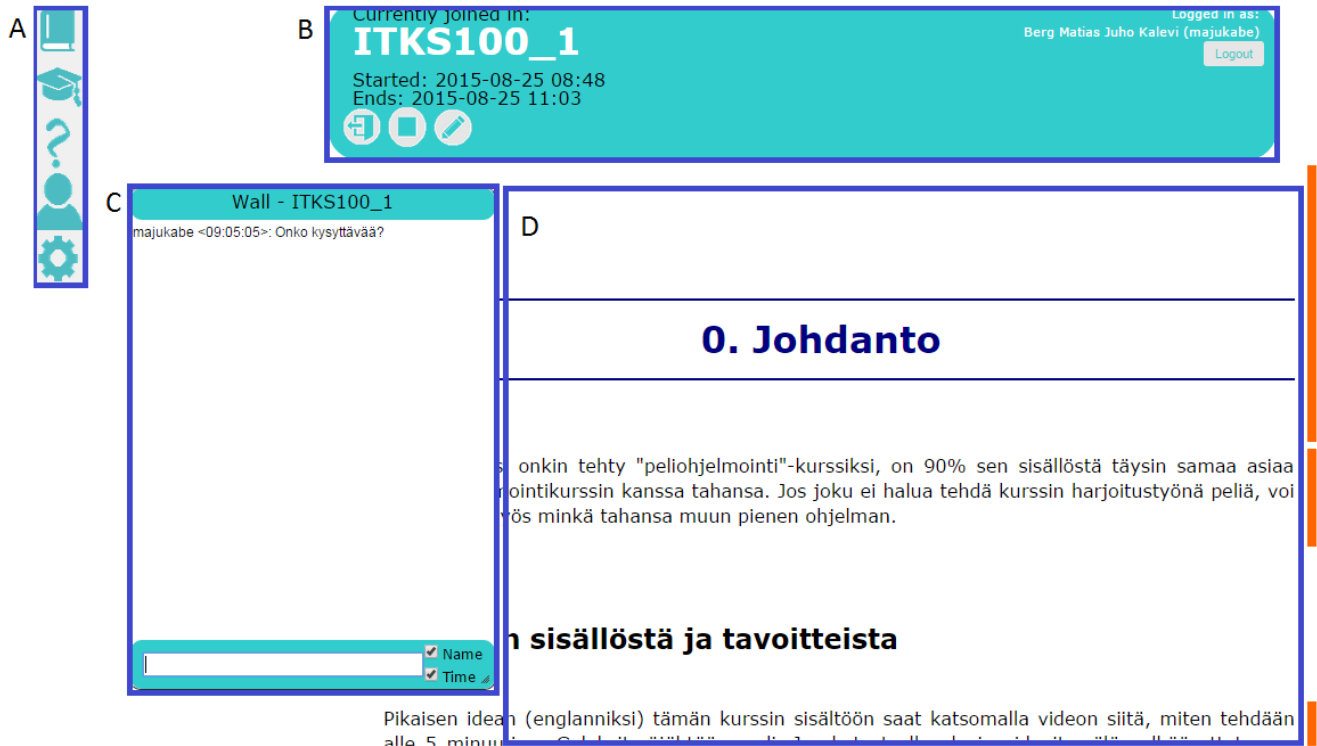 A
B
Currently joined in:
ITKS100_1
Started: 2015-08-25 08:48
Ends: 2015-08-25 11:03
Logged in as:
Berg Matias Juho Kalevi (majukabe)
Logout
C
Wall - ITKS100_1
majukabe <09:05:05>: Onko kysyttävää?
Name
Time
D
0. Johdanto
onkin tehty "peliohjelmointi"-kurssiksi, on 90% sen sisällöstä täysin samaa asiaa
ointikurssin kanssa tahansa. Jos joku ei halua tehdä kurssin harjoitustyönä peliä, voi
ös minkä tahansa muun pienen ohjelman.
n sisällöstä ja tavoitteista
Pikaisen idean (englanniksi) tämän kurssin sisältöön saat katsomalla videon siitä, miten tehdään
alle 5